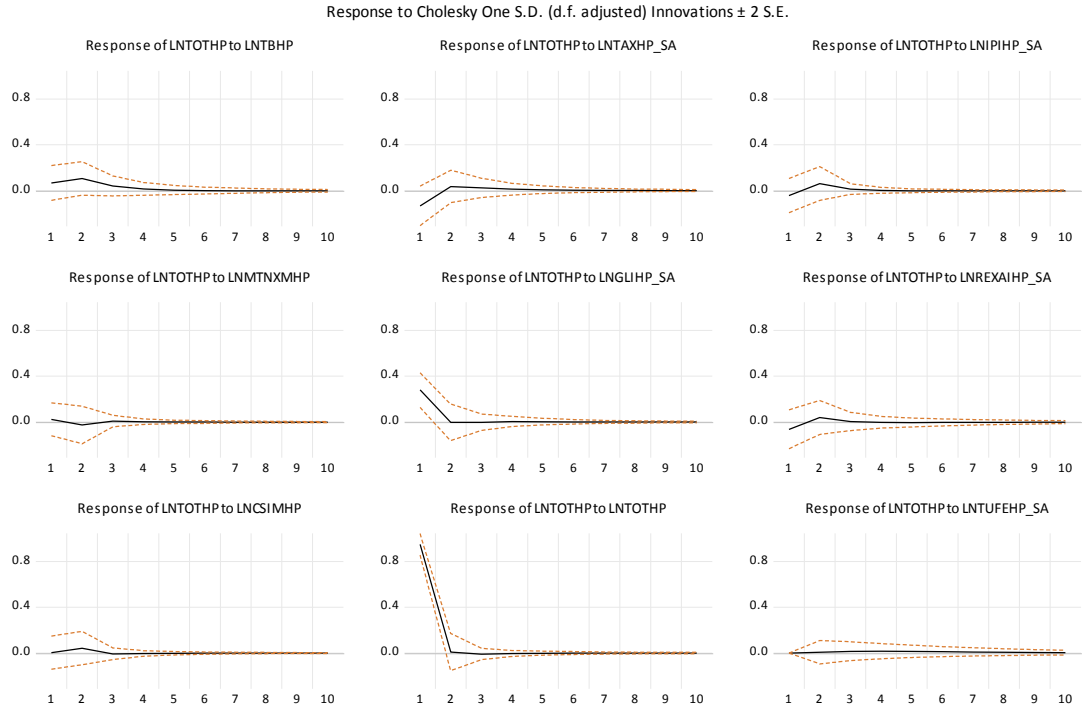 Response to Cholesky One S.D. (d.f. adjusted) Innovations ± 2 S.E.
Response of LNTOTHP to LNTBHP
0.8
0.4
0.0
1 2 3 4 5 6 7 8 9 10
Response of LNTOTHP to LNTAXHP_SA
0.8
0.4
0.0
1 2 3 4 5 6 7 8 9 10
Response of LNTOTHP to LNIPIHP_SA
0.8
0.4
0.0
1 2 3 4 5 6 7 8 9 10
Response of LNTOTHP to LNMTNXMHP
0.8
0.4
0.0
1 2 3 4 5 6 7 8 9 10
Response of LNTOTHP to LNGLIHP_SA
0.8
0.4
0.0
1 2 3 4 5 6 7 8 9 10
Response of LNTOTHP to LNREXAIHP_SA
0.8
0.4
0.0
1 2 3 4 5 6 7 8 9 10
Response of LNTOTHP to LNCSIMHP
0.8
0.4
0.0
1 2 3 4 5 6 7 8 9 10
Response of LNTOTHP to LNTOTHP
0.8
0.4
0.0
1 2 3 4 5 6 7 8 9 10
Response of LNTOTHP to LNTUFEHP_SA
0.8
0.4
0.0
1 2 3 4 5 6 7 8 9 10